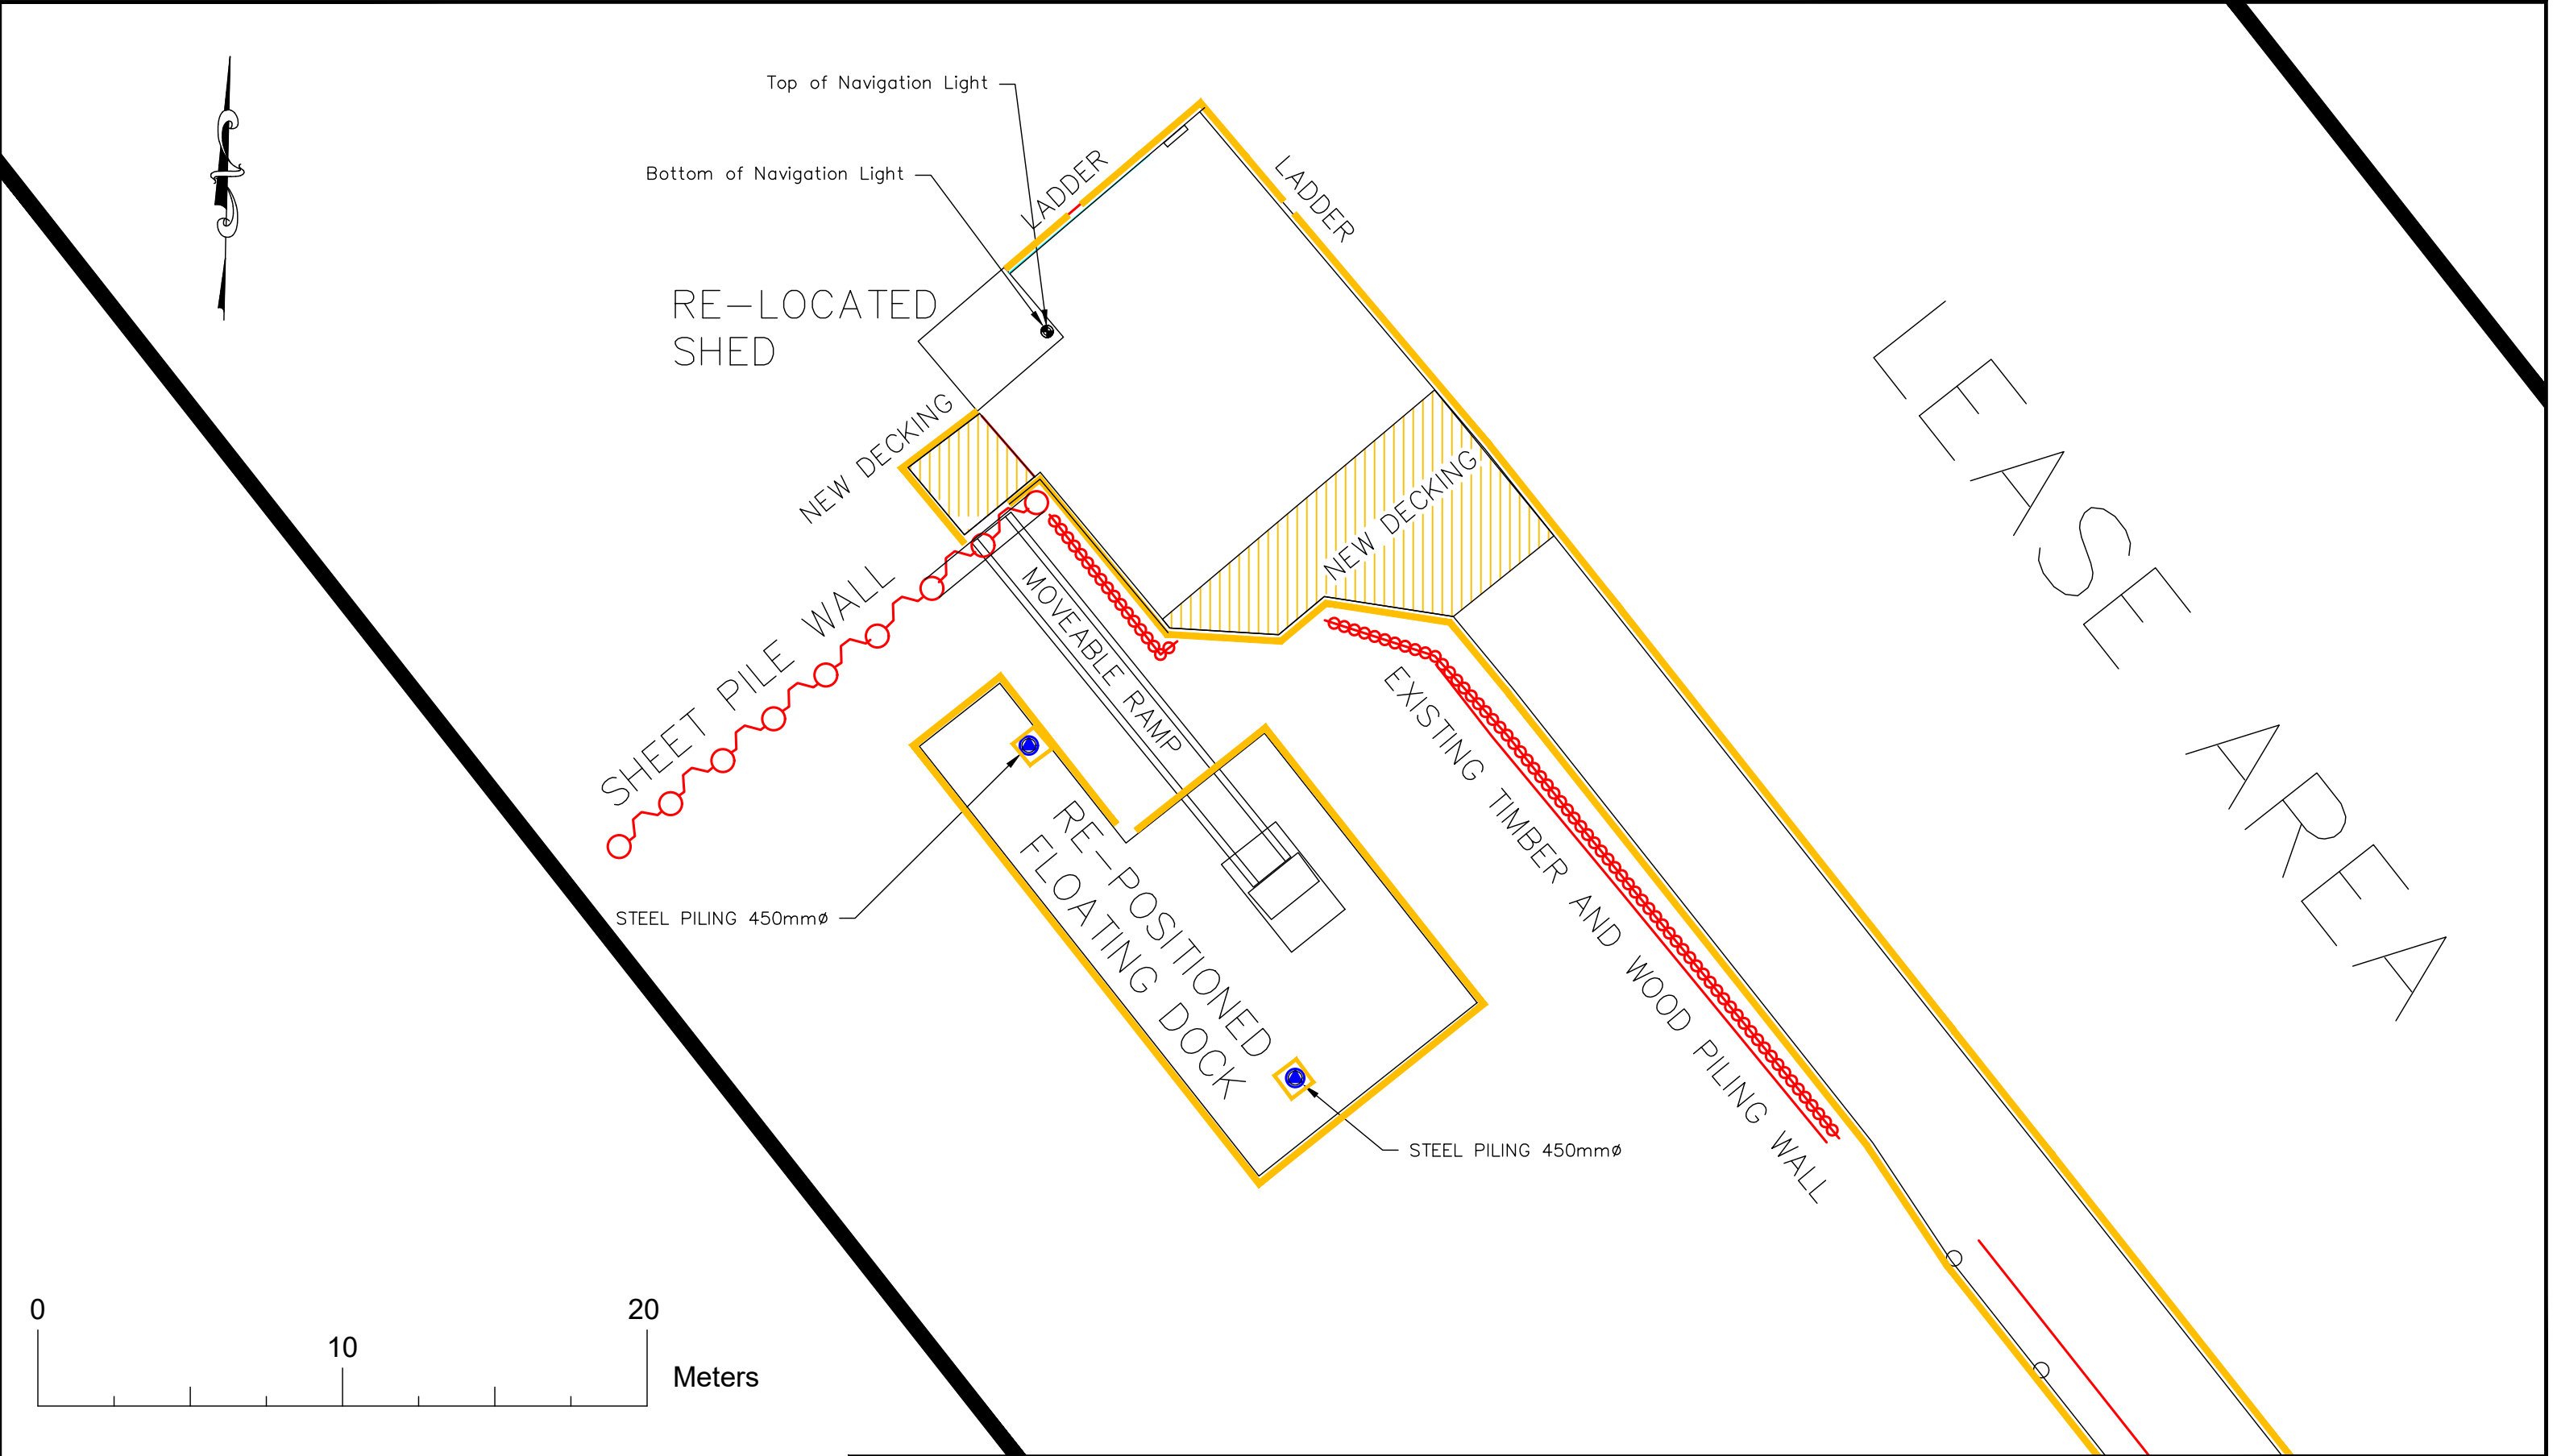 Top of Navigation Light
Bottom of Navigation Light
LADDER
LADDER
RE-LOCATED
SHED
NEW DECKING
NEW DECKING
LEASE AREA
SHEET PILE WALL
MOVEABLE RAMP
EXISTING TIMBER AND WOOD PILING WALL
RE-POSITIONED
FLOATING DOCK
STEEL PILING 450mmø
STEEL PILING 450mmø
0
10
20
Meters